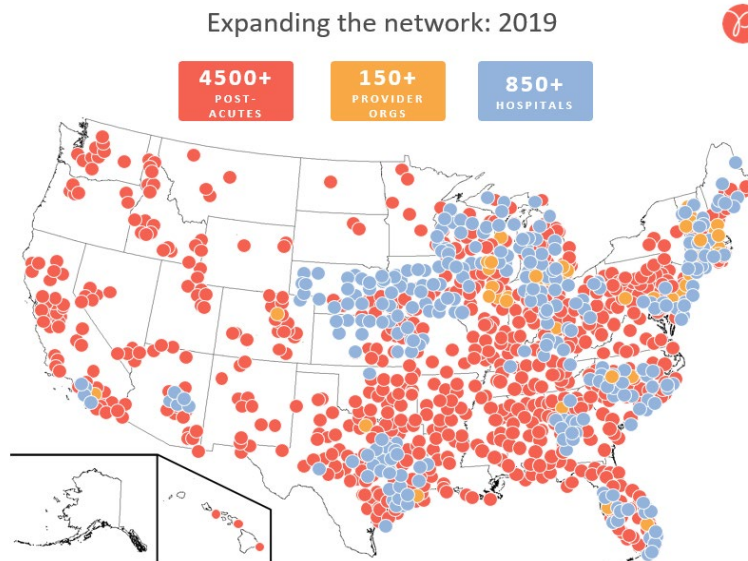 Expanding the network: 2019
4500+
POST-
ACUTES
150+
PROVIDER
ORGS
850+
HOSPITALS